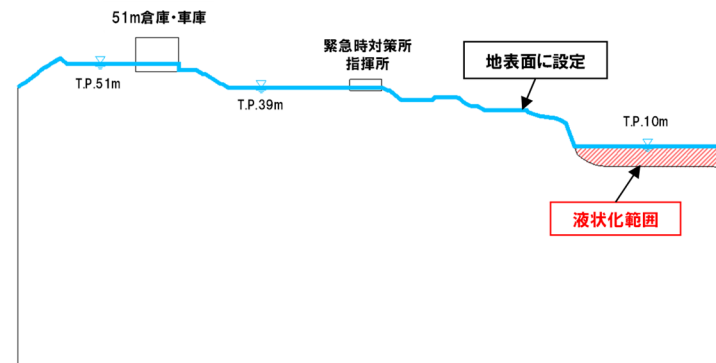 51m倉庫・車庫
緊急時対策所
指揮所
地表面に設定
T.P.51m
T.P.39m
T.P.10m
液状化範囲